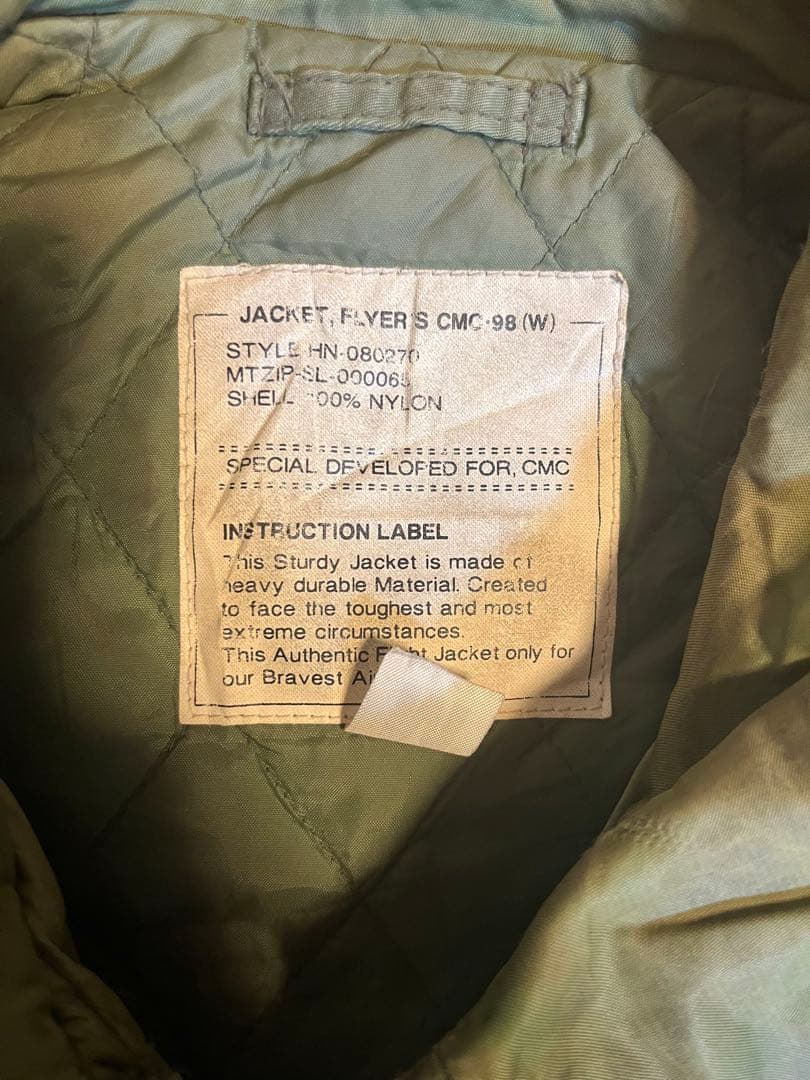 JACKET, FLYER'S CMC-98 (W)
STYLE HN-080270
MTZIP-SL-000065
SHELL 100% NYLON
SPECIAL DEVELOPED FOR, CMC
INSTRUCTION LABEL
This Sturdy Jacket is made of
heavy durable Material. Created
to face the toughest and most
extreme circumstances.
This Authentic Flight Jacket only for
our Bravest